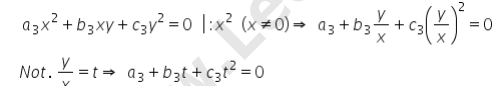 a₃x² + b₃xy + c₃y² = 0 |:x² (x ≠ 0) ⇒ a₃ + b₃ y/x + c₃(y/x)² = 0
Not. y/x = t ⇒ a₃ + b₃t + c₃t² = 0